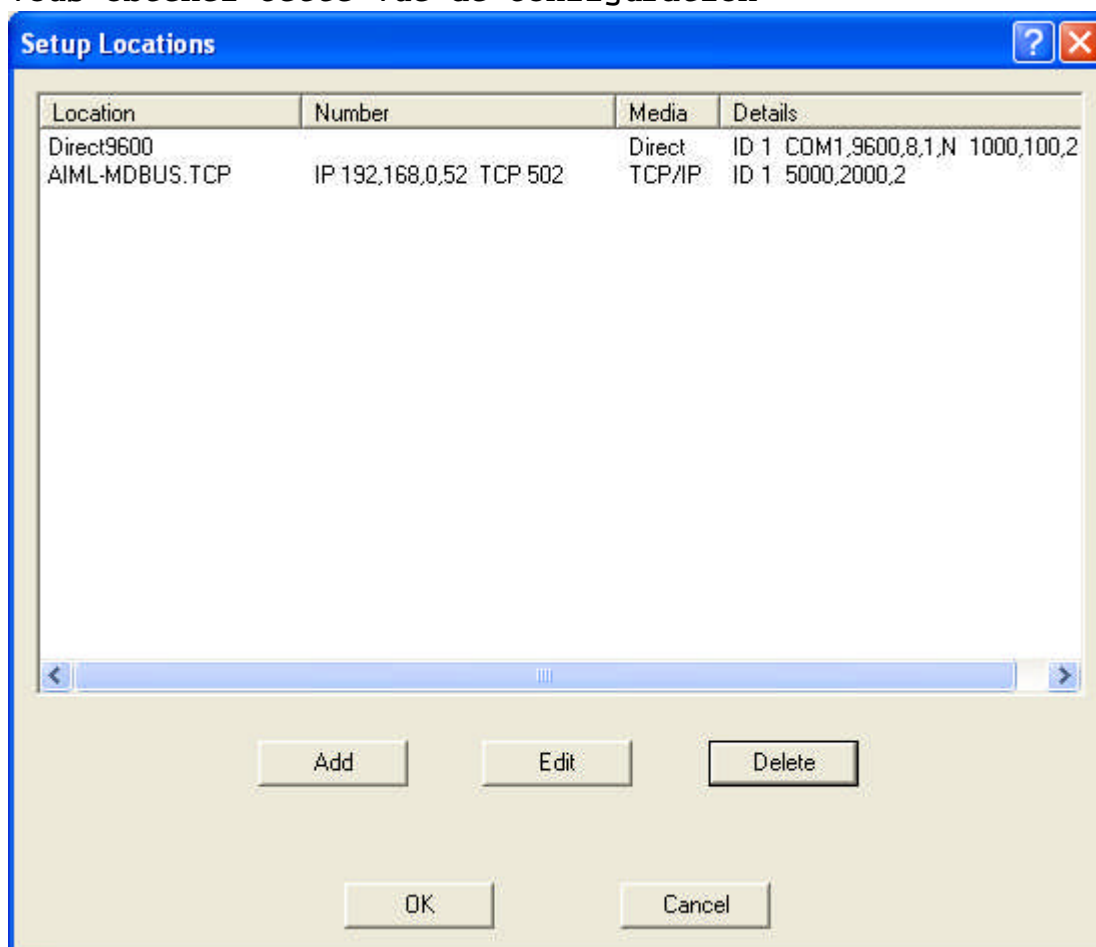 Setup Locations
Location Number Media Details
Direct9600 Direct ID 1 COM1,9600,8,1,N 1000,100,2
AIML-MDBUS.TCP IP 192,168,0,52 TCP 502 TCP/IP ID 1 5000,2000,2
Add Edit Delete
OK Cancel